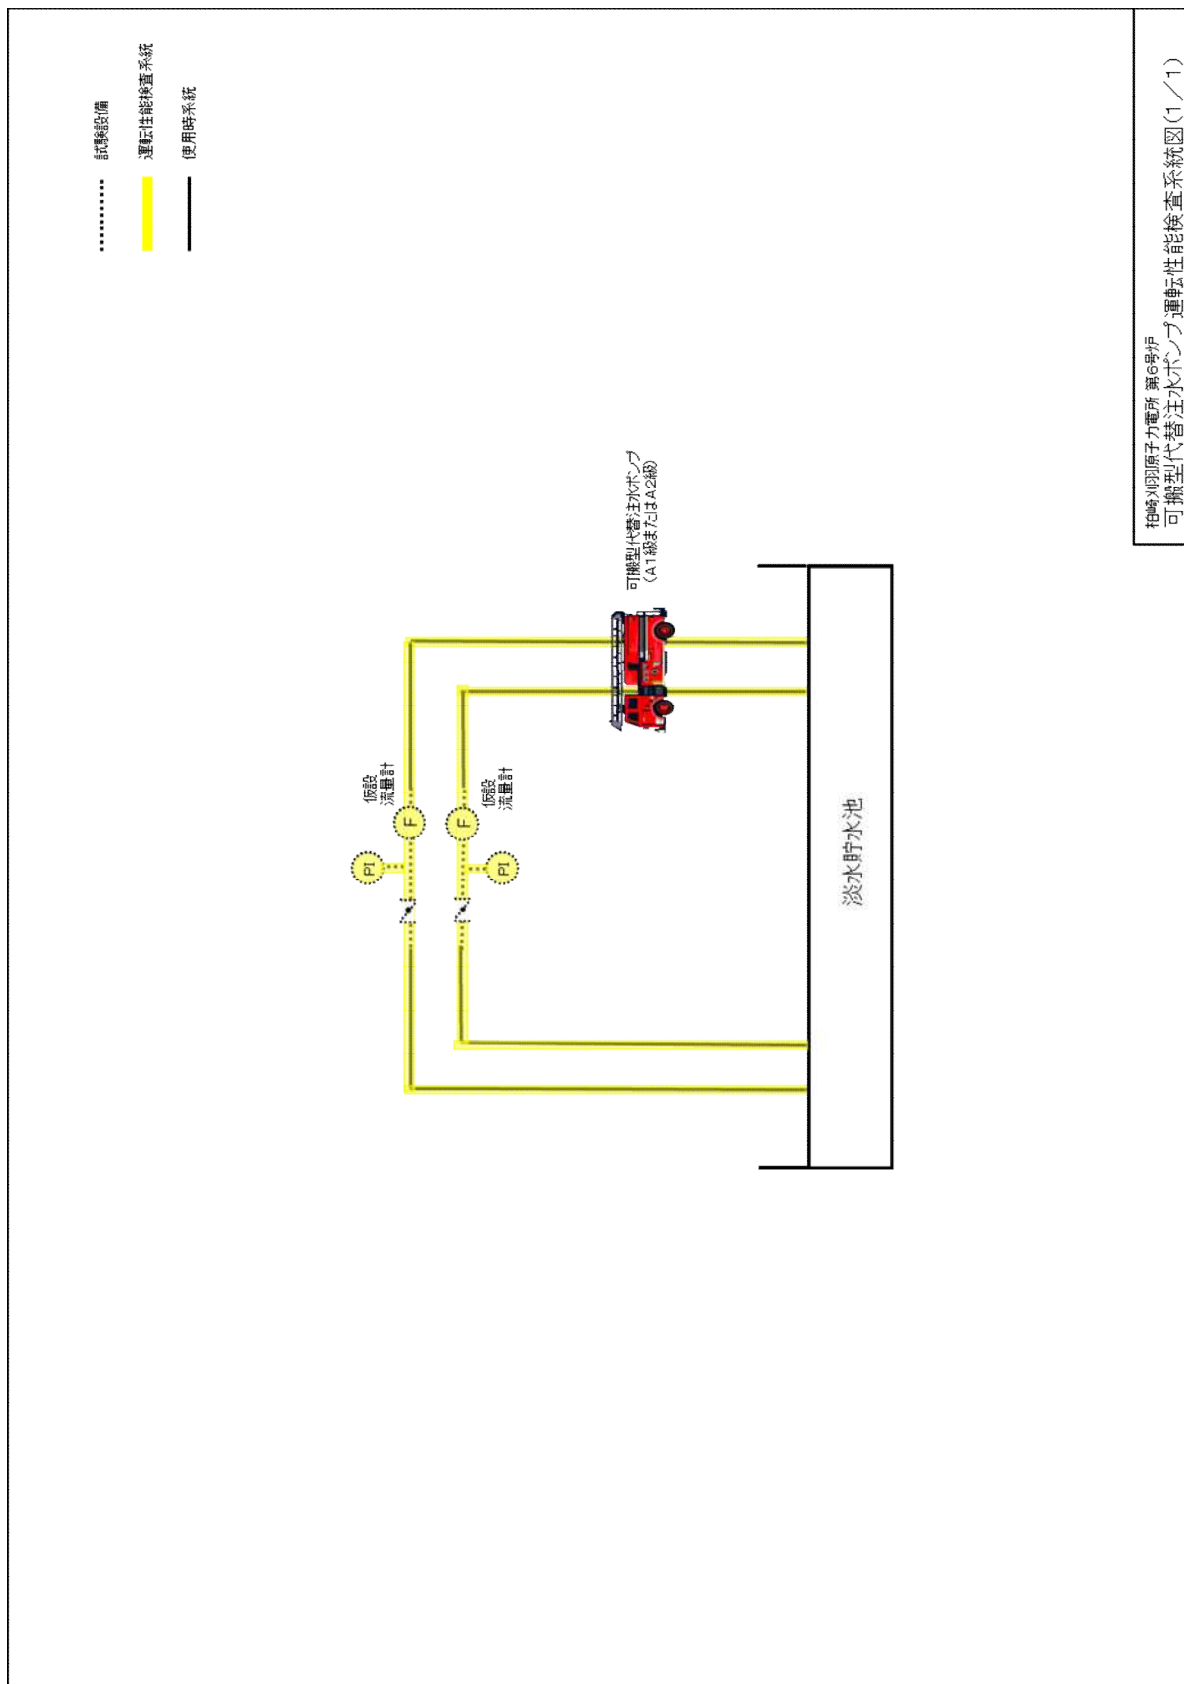 試験設備
運転性能検査系統
使用時系統
可搬型代替注水ポンプ
(A1級またはA2級)
仮設
流量計
仮設
流量計
F
F
PI
PI
淡水貯水池
柏崎刈羽原子力電所 第6号炉
可搬型代替注水ポンプ運転性能検査系統図(1/1)